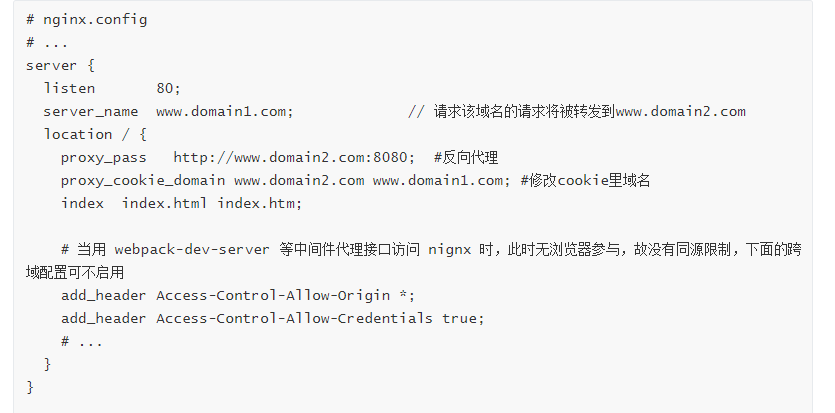 # nginx.config
# ...
server {
  listen       80;
  server_name  www.domain1.com;             // 请求该域名的请求将被转发到www.domain2.com
  location / {
    proxy_pass   http://www.domain2.com:8080;  #反向代理
    proxy_cookie_domain www.domain2.com www.domain1.com; #修改cookie里域名
    index  index.html index.htm;

    # 当用 webpack-dev-server 等中间件代理接口访问 nignx 时，此时无浏览器参与，故没有同源限制，下面的跨
域配置可不启用
    add_header Access-Control-Allow-Origin *;
    add_header Access-Control-Allow-Credentials true;
    # ...
  }
}